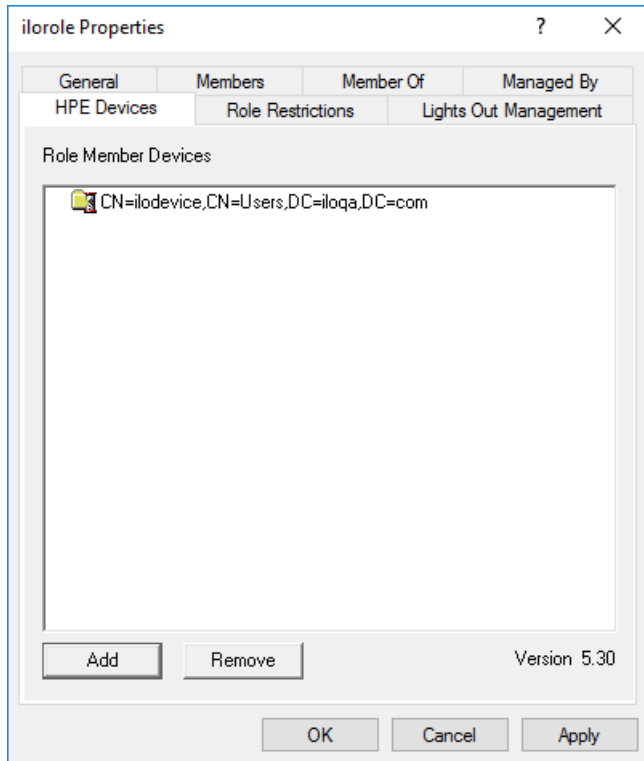 ilorole Properties ? ×
General Members Member Of Managed By
HPE Devices Role Restrictions Lights Out Management
Role Member Devices
CN=ilodevice,CN=Users,DC=iloqa,DC=com
Add Remove Version 5.30
OK Cancel Apply